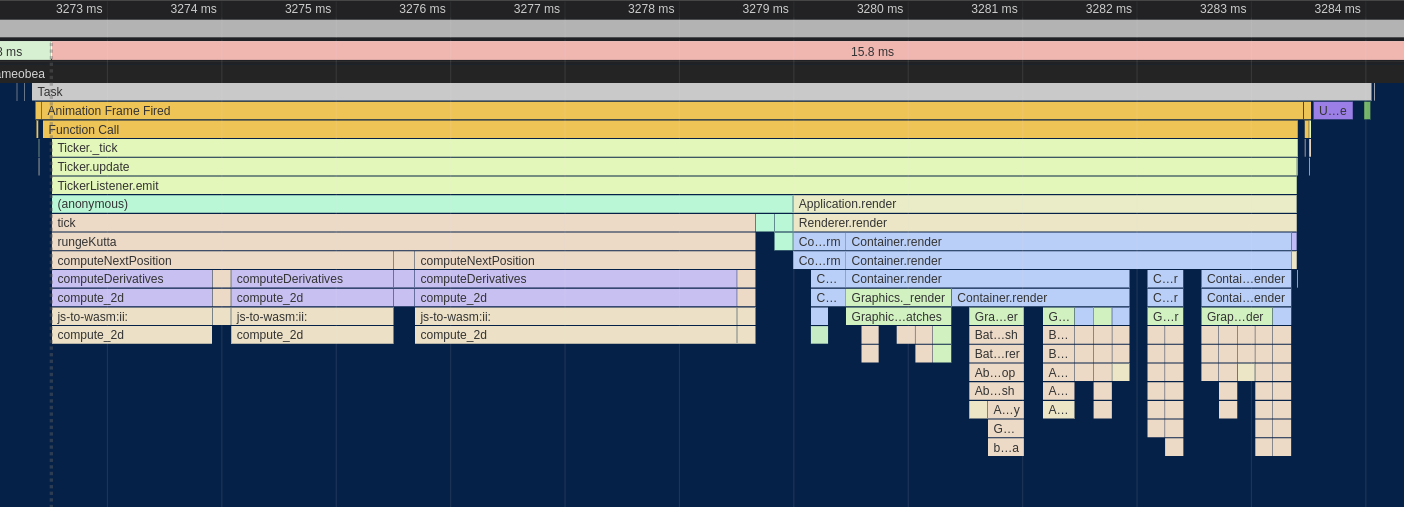 3273 ms 3274 ms 3275 ms 3276 ms 3277 ms 3278 ms 3279 ms 3280 ms 3281 ms 3282 ms 3283 ms 3284 ms
ms 15.8 ms
ameobea
Task
Animation Frame Fired U…e
Function Call
Ticker._tick
Ticker.update
TickerListener.emit
(anonymous) Application.render
tick Renderer.render
rungeKutta Co…rm Container.render
computeNextPosition computeNextPosition Co…rm Container.render
computeDerivatives computeDerivatives computeDerivatives C… Container.render C…r Contai…ender
compute_2d compute_2d compute_2d C… Graphics._render Container.render C…r Contai…ender
js-to-wasm:ii: js-to-wasm:ii: js-to-wasm:ii: Graphic…atches Gra…er G… G…r Grap…der
compute_2d compute_2d compute_2d Bat…sh B…
Bat…rer B…
Ab…op A…
Ab…sh A…
A…y A…
G…
b…a